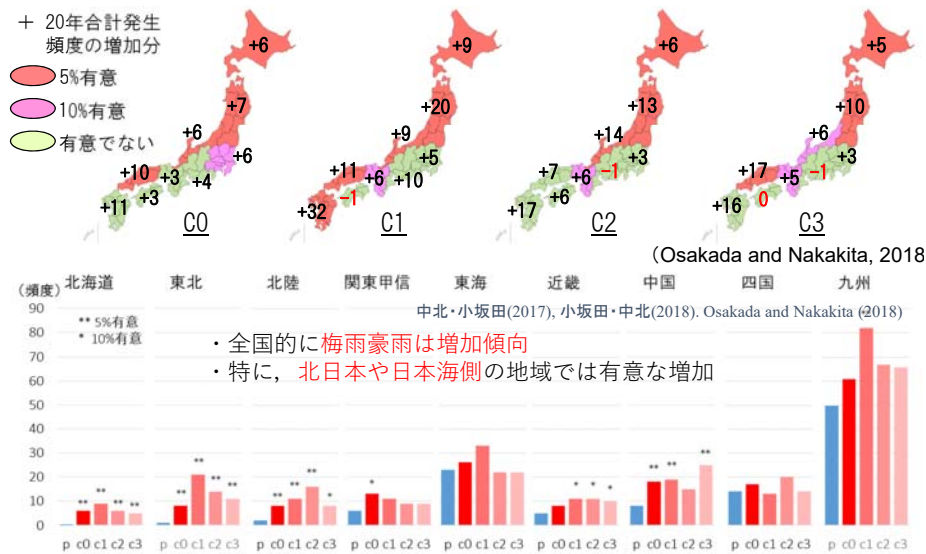 + 20年合計発生
頻度の増加分
5%有意
10%有意
有意でない
+6
+7
+6
+6
+10
+3
+4
+3
+11
C0
+9
+20
+9
+5
+11
+6
+10
-1
+32
C1
+6
+13
+14
+3
+7
+6
-1
+6
+17
C2
+5
+10
+6
+3
+17
+5
-1
0
+16
C3
(Osakada and Nakakita, 2018
北海道 東北 北陸 関東甲信 東海 近畿 中国 四国 九州
(頻度)
中北・小坂田(2017), 小坂田・中北(2018). Osakada and Nakakita (2018)
** 5%有意
* 10%有意
・全国的に梅雨豪雨は増加傾向
・特に，北日本や日本海側の地域では有意な増加
90
80
70
60
50
40
30
20
10
0
** ** ** **
** ** ** **
** ** ** *
*
* * *
** ** **
**
p c0 c1 c2 c3 p c0 c1 c2 c3 p c0 c1 c2 c3 p c0 c1 c2 c3 p c0 c1 c2 c3 p c0 c1 c2 c3 p c0 c1 c2 c3 p c0 c1 c2 c3 p c0 c1 c2 c3